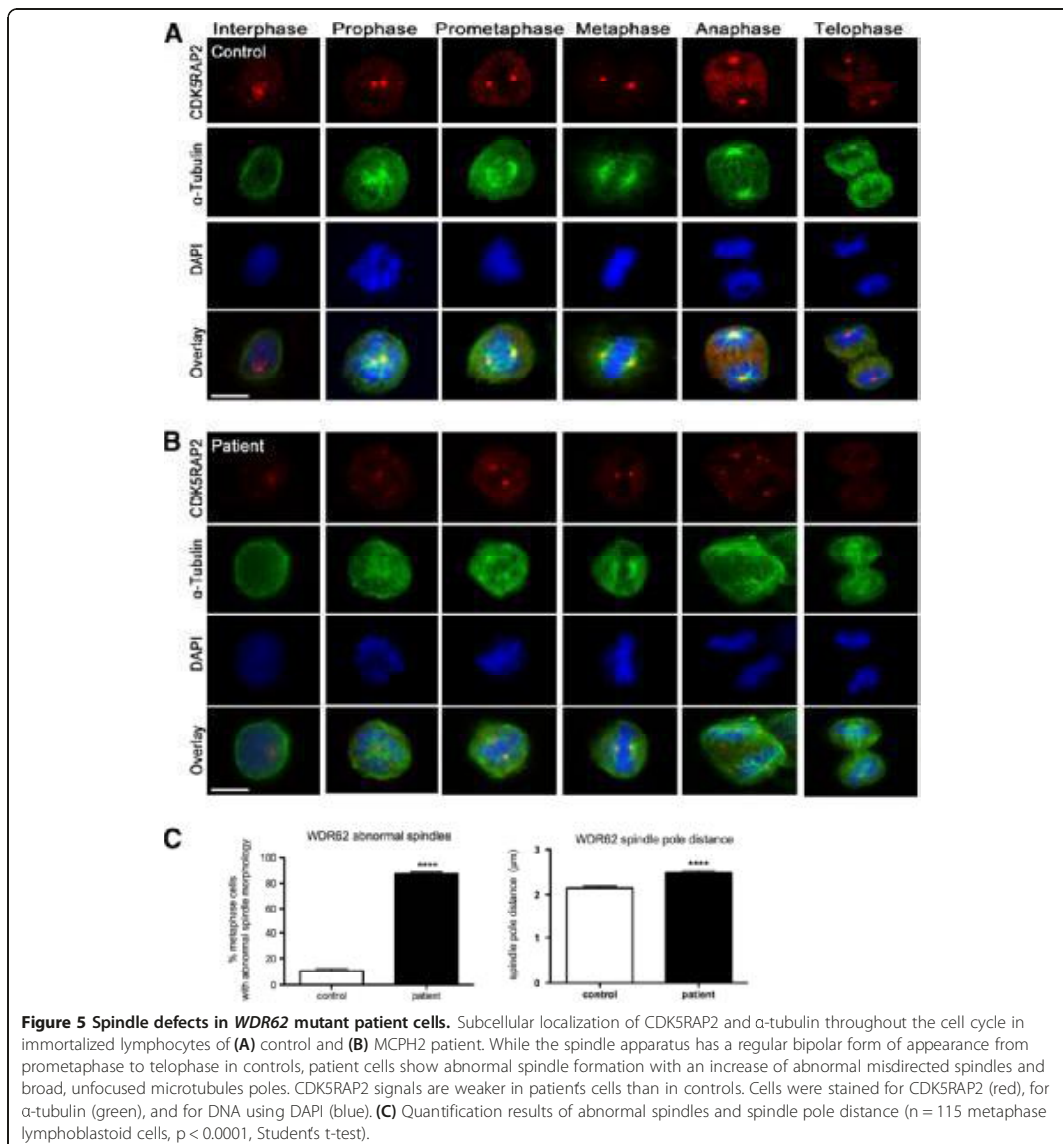 A
Interphase Prophase Prometaphase Metaphase Anaphase Telophase
Control
CDK5RAP2
α-Tubulin
DAPI
Overlay
B
Patient
CDK5RAP2
α-Tubulin
DAPI
Overlay
C
WDR62 abnormal spindles
% metaphase cells
with abnormal spindle morphology
100
80
60
40
20
0
****
control patient
WDR62 spindle pole distance
spindle pole distance (μm)
3
2
1
0
****
control patient
Figure 5 Spindle defects in WDR62 mutant patient cells. Subcellular localization of CDK5RAP2 and α-tubulin throughout the cell cycle in
immortalized lymphocytes of (A) control and (B) MCPH2 patient. While the spindle apparatus has a regular bipolar form of appearance from
prometaphase to telophase in controls, patient cells show abnormal spindle formation with an increase of abnormal misdirected spindles and
broad, unfocused microtubules poles. CDK5RAP2 signals are weaker in patient's cells than in controls. Cells were stained for CDK5RAP2 (red), for
α-tubulin (green), and for DNA using DAPI (blue). (C) Quantification results of abnormal spindles and spindle pole distance (n = 115 metaphase
lymphoblastoid cells, p < 0.0001, Student's t-test).